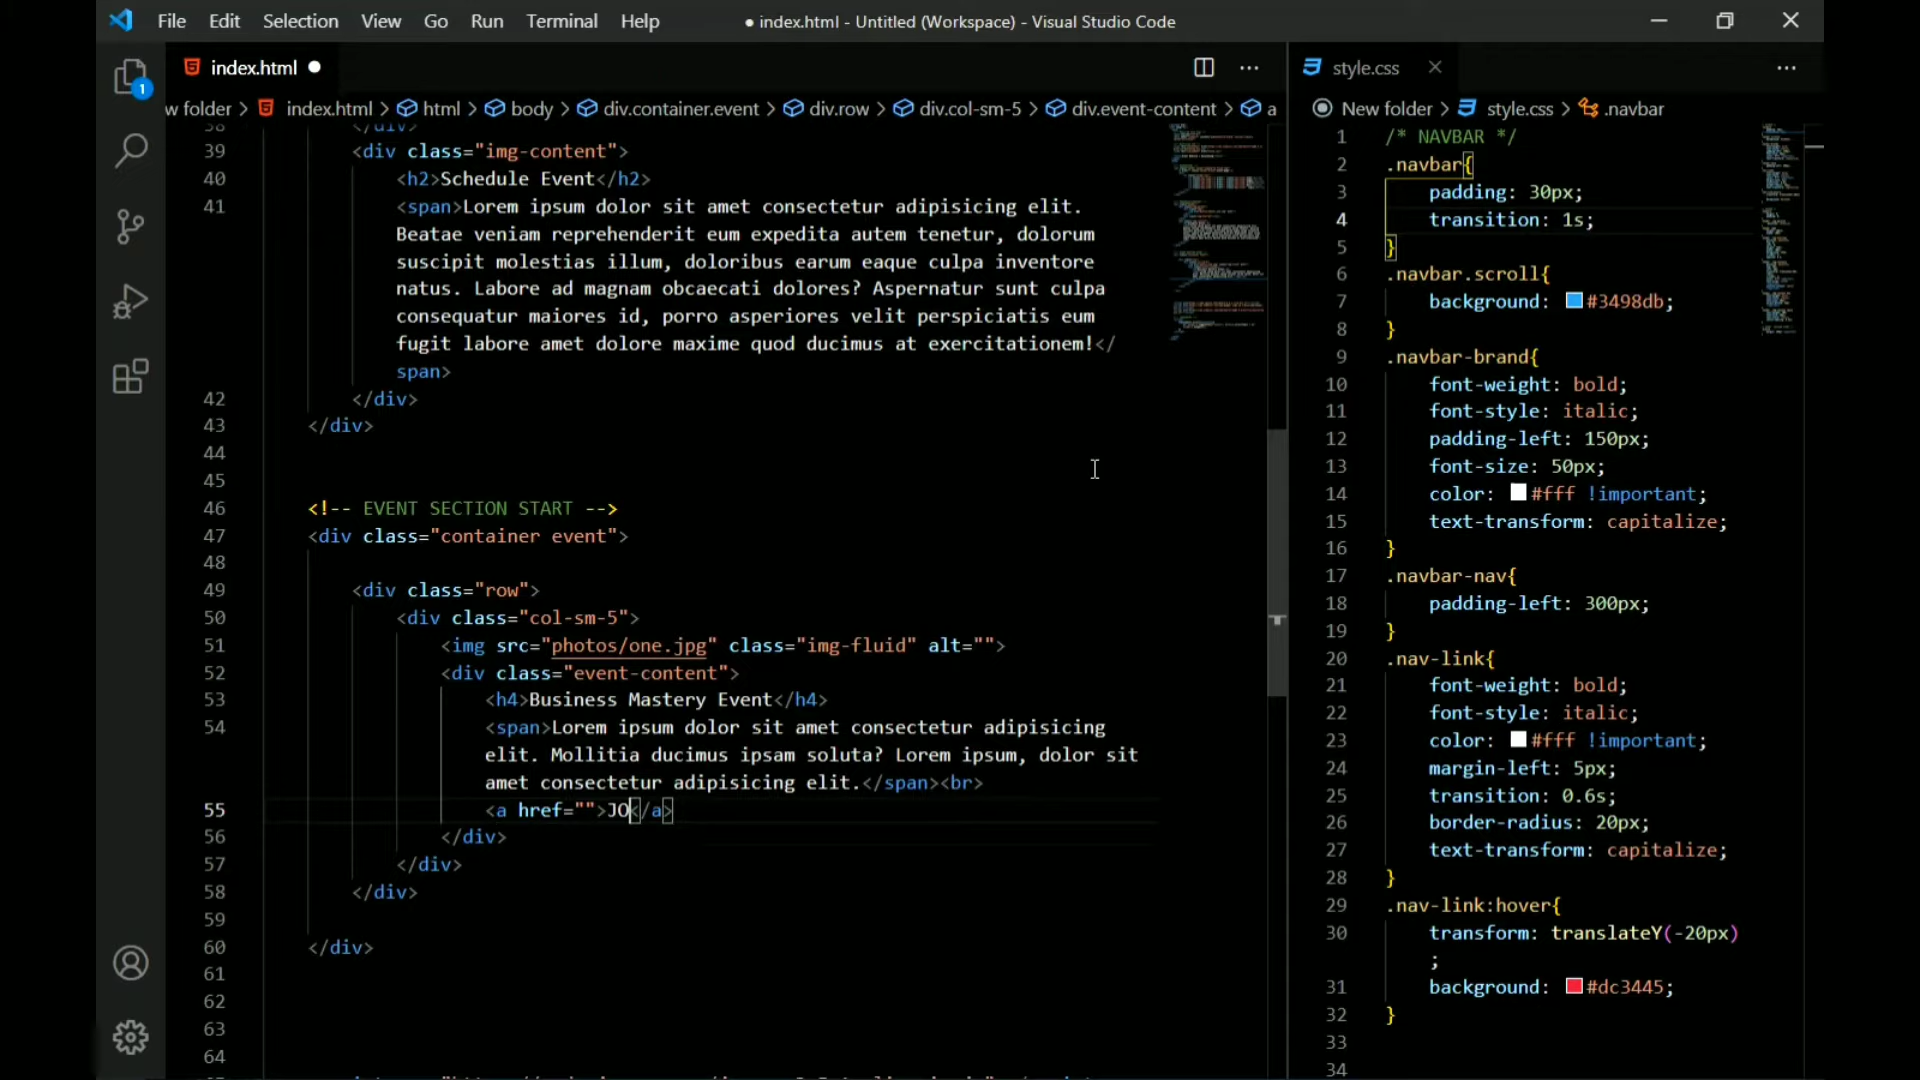 File Edit Selection View Go Run Terminal Help
● index.html - Untitled (Workspace) - Visual Studio Code
1
index.html ●
w folder > index.html > html > body > div.container.event > div.row > div.col-sm-5 > div.event-content > a
38 </div>
39 <div class="img-content">
40 <h2>Schedule Event</h2>
41 <span>Lorem ipsum dolor sit amet consectetur adipisicing elit.
Beatae veniam reprehenderit eum expedita autem tenetur, dolorum
suscipit molestias illum, doloribus earum eaque culpa inventore
natus. Labore ad magnam obcaecati dolores? Aspernatur sunt culpa
consequatur maiores id, porro asperiores velit perspiciatis eum
fugit labore amet dolore maxime quod ducimus at exercitationem!</
span>
42 </div>
43 </div>
44
45
46 <!-- EVENT SECTION START -->
47 <div class="container event">
48
49 <div class="row">
50 <div class="col-sm-5">
51 <img src="photos/one.jpg" class="img-fluid" alt="">
52 <div class="event-content">
53 <h4>Business Mastery Event</h4>
54 <span>Lorem ipsum dolor sit amet consectetur adipisicing
elit. Mollitia ducimus ipsam soluta? Lorem ipsum, dolor sit
amet consectetur adipisicing elit.</span><br>
55 <a href="">JO</a>
56 </div>
57 </div>
58 </div>
59
60 </div>
61
62
63
64
style.css
New folder > style.css > .navbar
1 /* NAVBAR */
2 .navbar{
3 padding: 30px;
4 transition: 1s;
5 }
6 .navbar.scroll{
7 background: #3498db;
8 }
9 .navbar-brand{
10 font-weight: bold;
11 font-style: italic;
12 padding-left: 150px;
13 font-size: 50px;
14 color: #fff !important;
15 text-transform: capitalize;
16 }
17 .navbar-nav{
18 padding-left: 300px;
19 }
20 .nav-link{
21 font-weight: bold;
22 font-style: italic;
23 color: #fff !important;
24 margin-left: 5px;
25 transition: 0.6s;
26 border-radius: 20px;
27 text-transform: capitalize;
28 }
29 .nav-link:hover{
30 transform: translateY(-20px)
;
31 background: #dc3445;
32 }
33
34